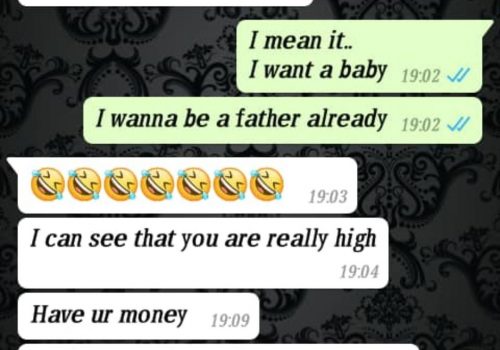 I mean it..
I want a baby 19:02
I wanna be a father already 19:02
🤣🤣🤣🤣🤣🤣🤣 19:03
I can see that you are really high
19:04
Have ur money 19:09